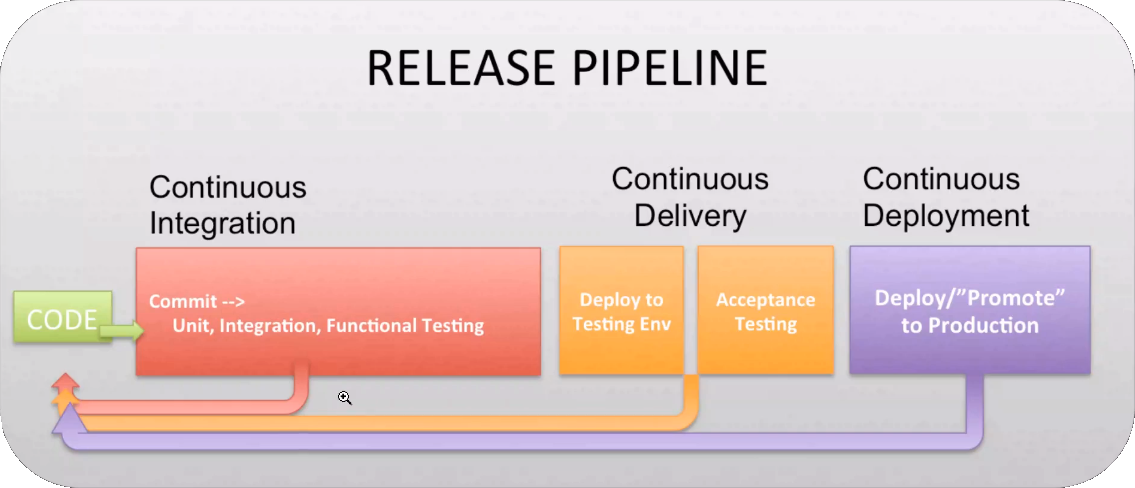 RELEASE PIPELINE
Continuous
Integration
Continuous
Delivery
Continuous
Deployment
CODE
Commit -->
Unit, Integration, Functional Testing
Deploy to
Testing Env
Acceptance
Testing
Deploy/”Promote”
to Production